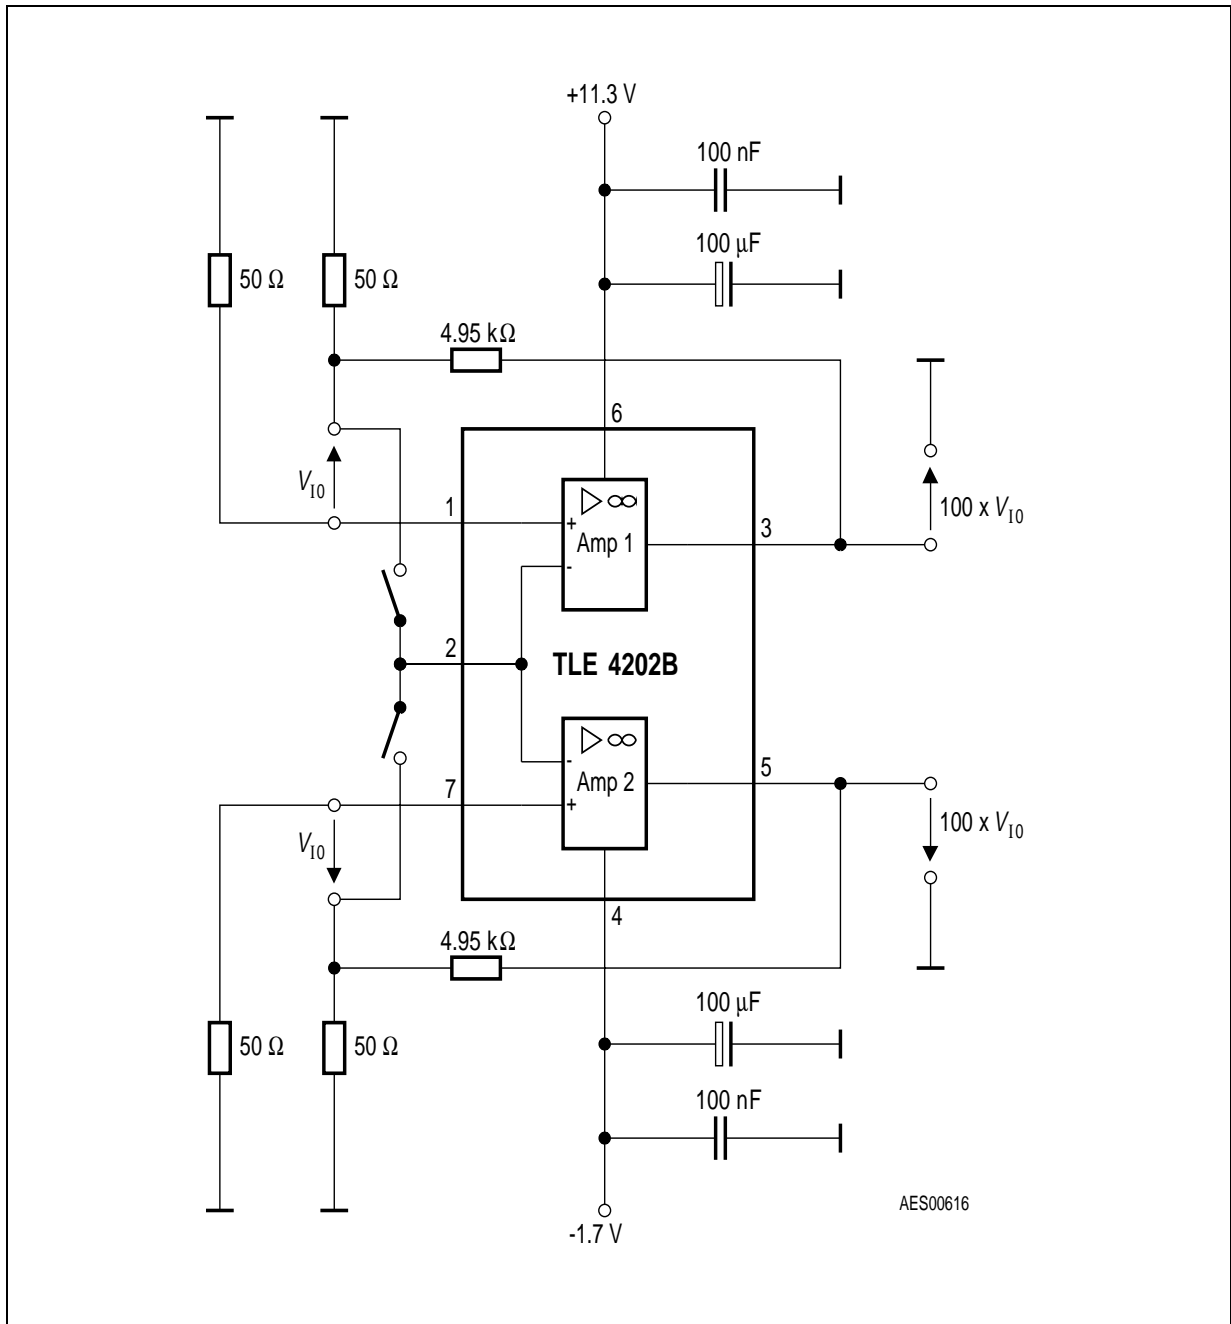 +11.3 V
100 nF
100 μF
50 Ω
50 Ω
4.95 kΩ
6
V_I0
1
+
-
▷ ∞
Amp 1
3
100 x V_I0
2
TLE 4202B
▷ ∞
-
+
Amp 2
5
7
100 x V_I0
V_I0
4
4.95 kΩ
100 μF
50 Ω
50 Ω
100 nF
AES00616
-1.7 V